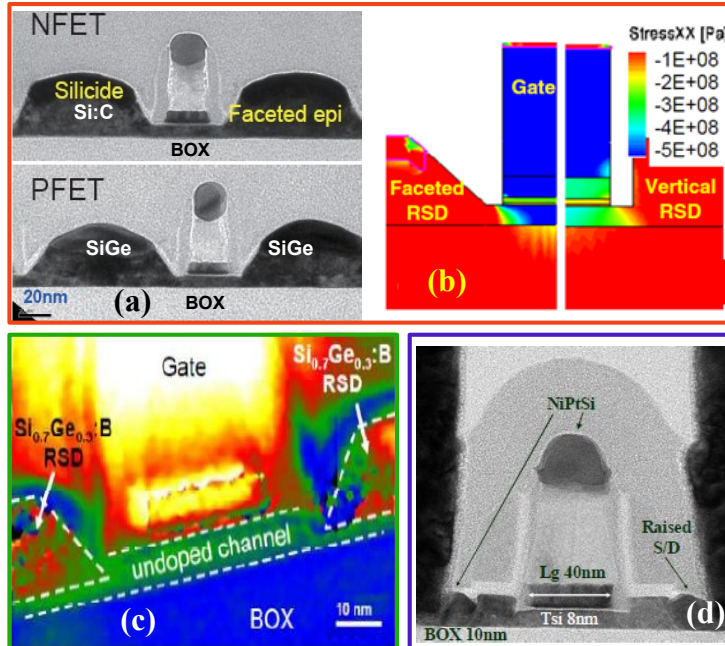 NFET
Silicide
Si:C
Faceted epi
BOX
PFET
SiGe
SiGe
20nm
(a)
BOX
StressXX [Pa]
-1E+08
-2E+08
-3E+08
-4E+08
-5E+08
Gate
Faceted
RSD
Vertical
RSD
(b)
Si0.7Ge0.3:B
RSD
Gate
Si0.7Ge0.3:B
RSD
undoped channel
BOX
10 nm
(c)
NiPtSi
Raised
S/D
Lg 40nm
Tsi 8nm
BOX 10nm
(d)